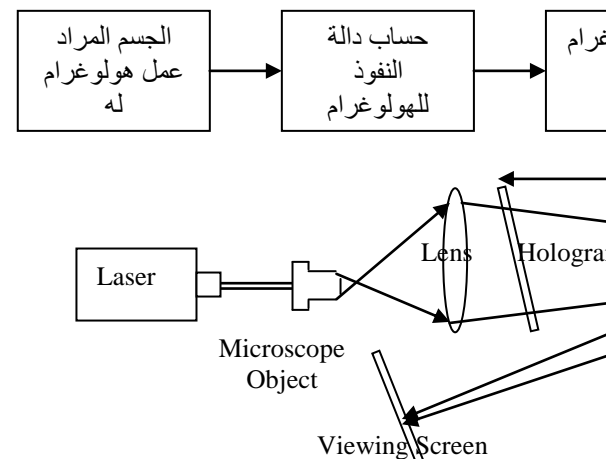 الجسم المراد
عمل هولوغرام
له
حساب دالة
النفوذ
للهولوغرام
Laser
Lens
Microscope
Object
Viewing Screen